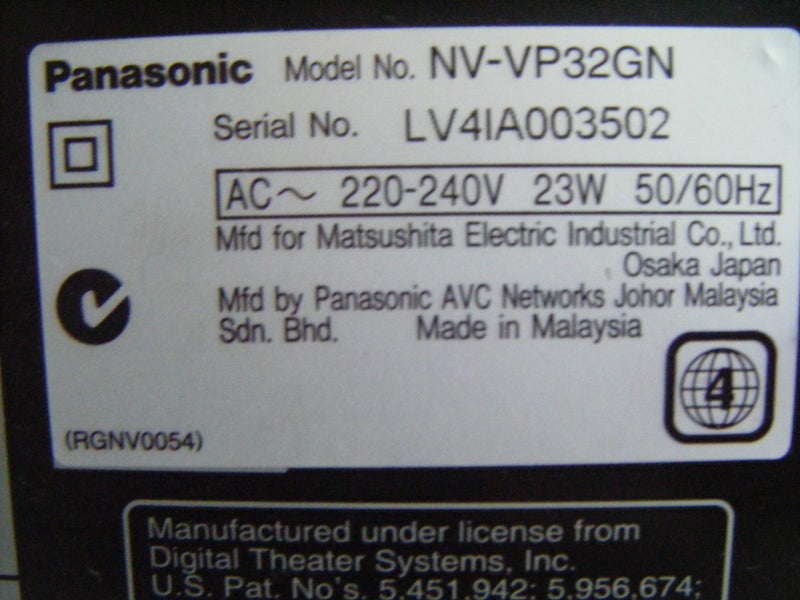 Panasonic Model No. NV-VP32GN
Serial No. LV4IA003502
AC～ 220-240V 23W 50/60Hz
Mfd for Matsushita Electric Industrial Co., Ltd.
Osaka Japan
Mfd by Panasonic AVC Networks Johor Malaysia
Sdn. Bhd. Made in Malaysia
4
(RGNV0054)
Manufactured under license from
Digital Theater Systems, Inc.
U.S. Pat. No's. 5,451,942; 5,956,674;